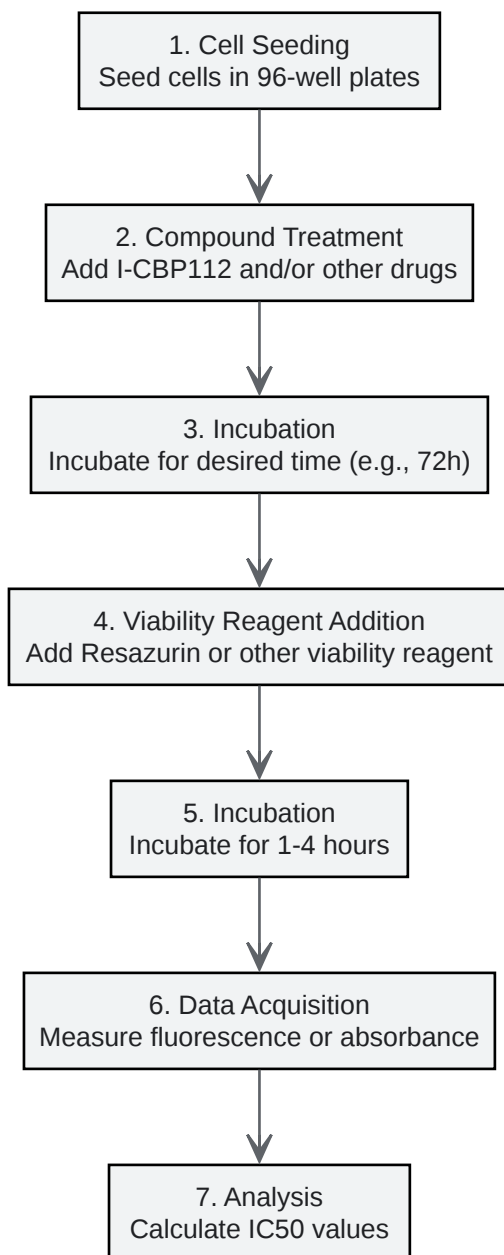 1. Cell Seeding
Seed cells in 96-well plates
2. Compound Treatment
Add I-CBP112 and/or other drugs
3. Incubation
Incubate for desired time (e.g., 72h)
4. Viability Reagent Addition
Add Resazurin or other viability reagent
5. Incubation
Incubate for 1-4 hours
6. Data Acquisition
Measure fluorescence or absorbance
7. Analysis
Calculate IC50 values